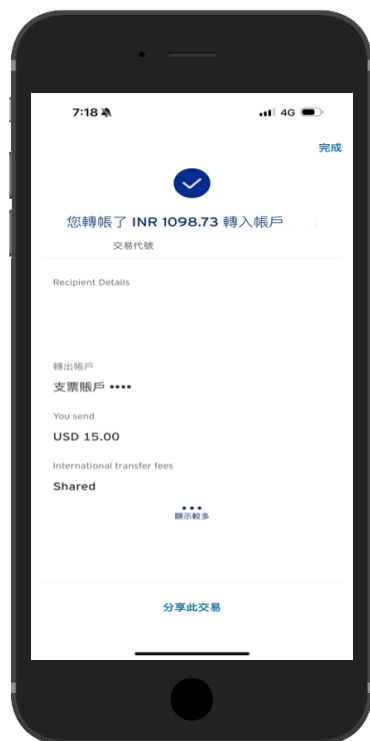 7:18
4G
完成
您轉帳了 INR 1098.73 轉入帳戶
交易代號
Recipient Details
轉出帳戶
支票賬戶 ••••
You send
USD 15.00
International transfer fees
Shared
•••
顯示較多
分享此交易